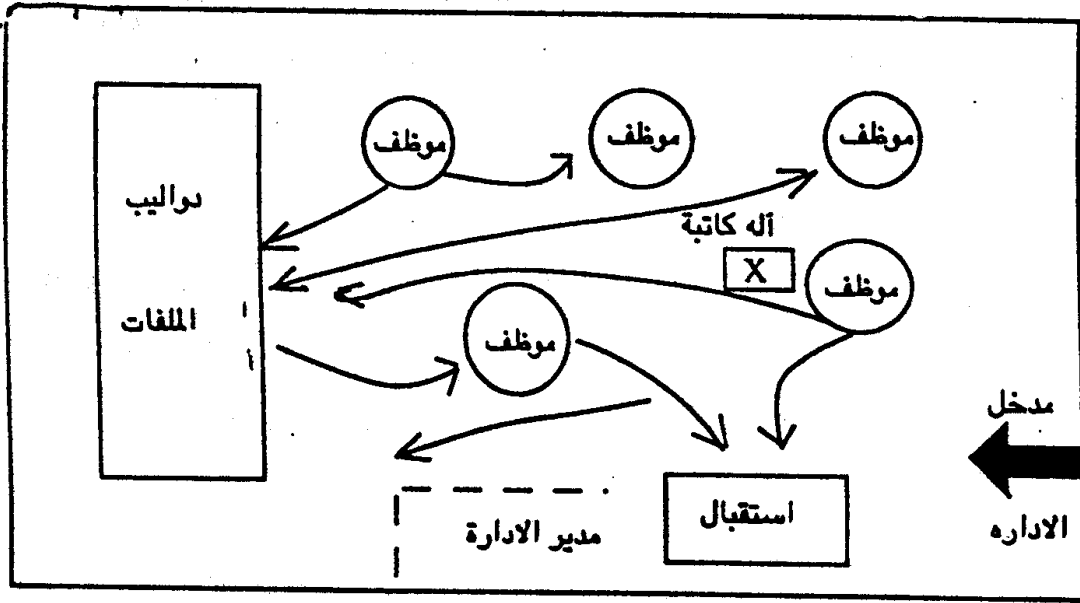 موظف
موظف
موظف
دواليب
آله كاتبة
X
موظف
الملفات
موظف
مدخل
استقبال
الاداره
مدير الادارة